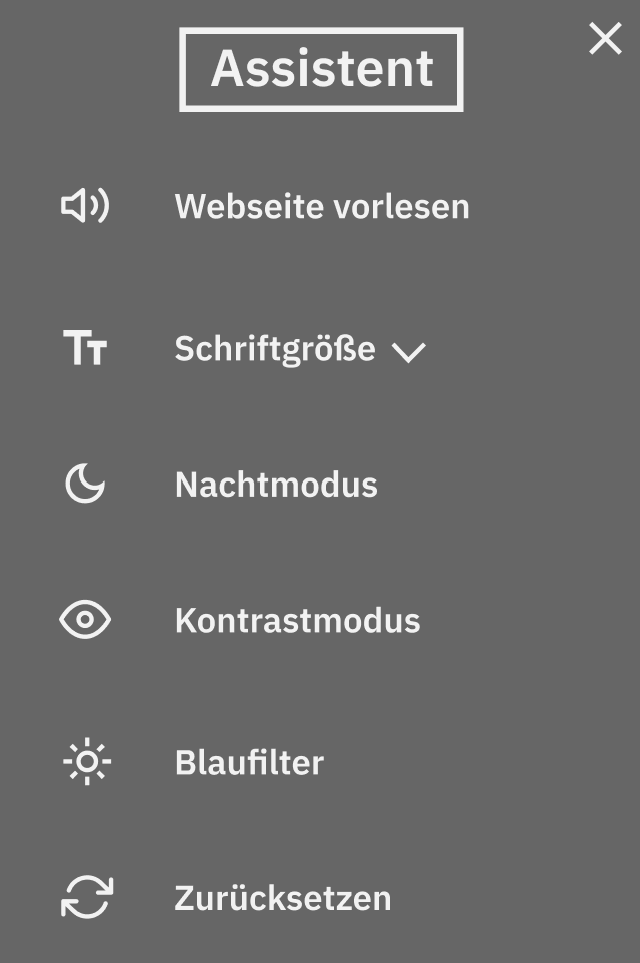 Assistent
Webseite vorlesen
Schriftgröße
Nachtmodus
Kontrastmodus
Blaufilter
Zurücksetzen